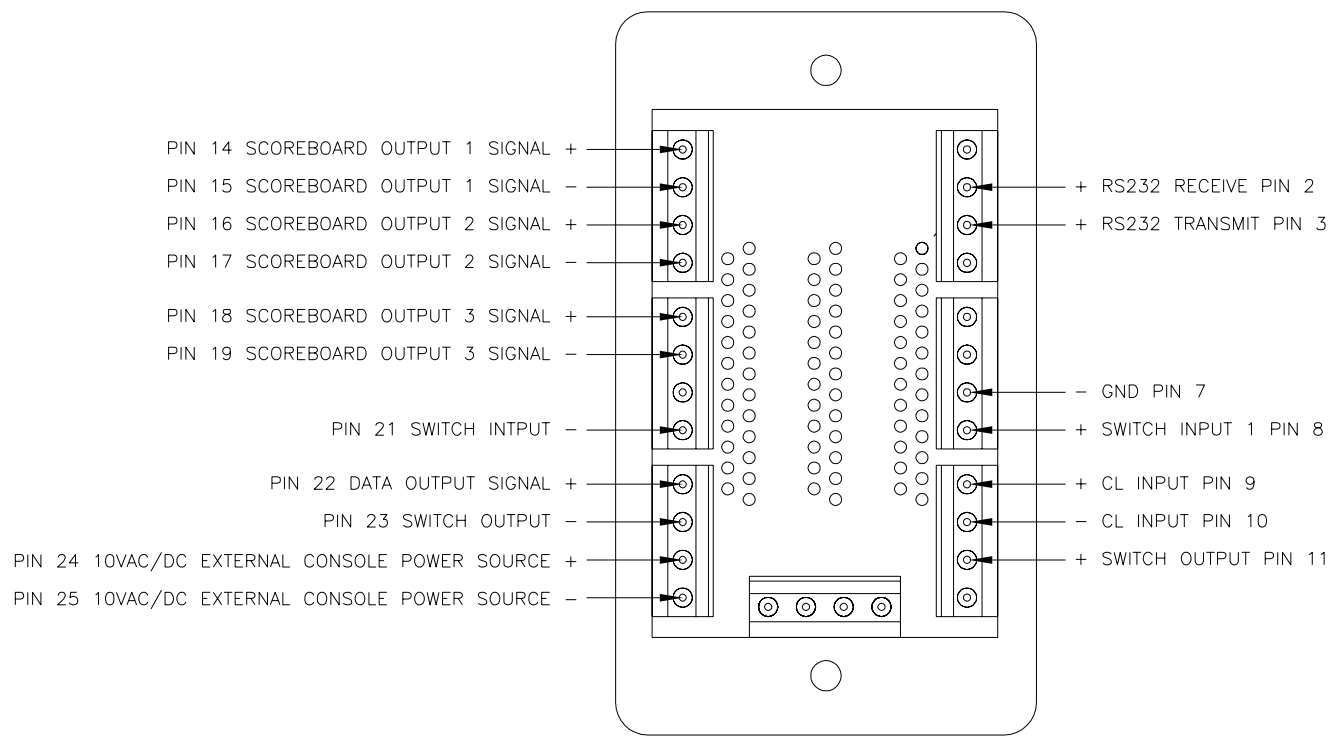 PIN 14 SCOREBOARD OUTPUT 1 SIGNAL +
PIN 15 SCOREBOARD OUTPUT 1 SIGNAL -
PIN 16 SCOREBOARD OUTPUT 2 SIGNAL +
PIN 17 SCOREBOARD OUTPUT 2 SIGNAL -
PIN 18 SCOREBOARD OUTPUT 3 SIGNAL +
PIN 19 SCOREBOARD OUTPUT 3 SIGNAL -
PIN 21 SWITCH INTPUT -
PIN 22 DATA OUTPUT SIGNAL +
PIN 23 SWITCH OUTPUT -
PIN 24 10VAC/DC EXTERNAL CONSOLE POWER SOURCE +
PIN 25 10VAC/DC EXTERNAL CONSOLE POWER SOURCE -
+ RS232 RECEIVE PIN 2
+ RS232 TRANSMIT PIN 3
- GND PIN 7
+ SWITCH INPUT 1 PIN 8
+ CL INPUT PIN 9
- CL INPUT PIN 10
+ SWITCH OUTPUT PIN 11